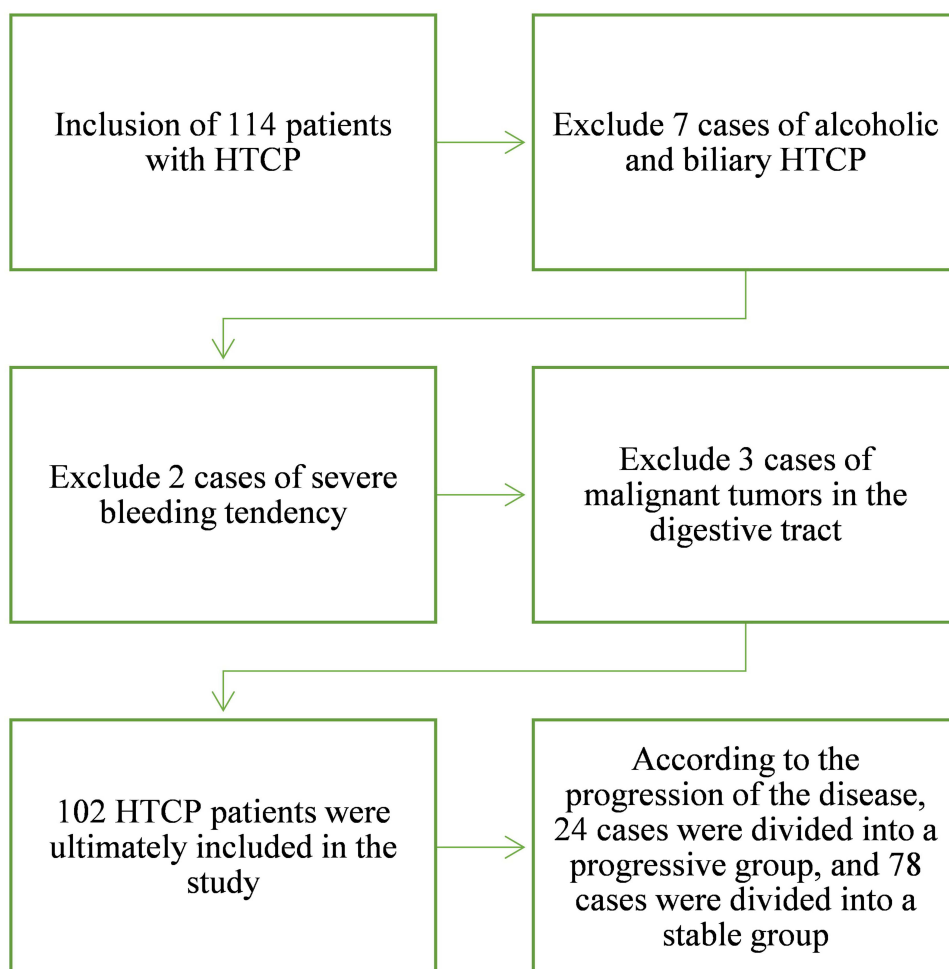 Inclusion of 114 patients
with HTCP
Exclude 7 cases of alcoholic
and biliary HTCP
Exclude 2 cases of severe
bleeding tendency
Exclude 3 cases of
malignant tumors in the
digestive tract
102 HTCP patients were
ultimately included in the
study
According to the
progression of the disease,
24 cases were divided into a
progressive group, and 78
cases were divided into a
stable group